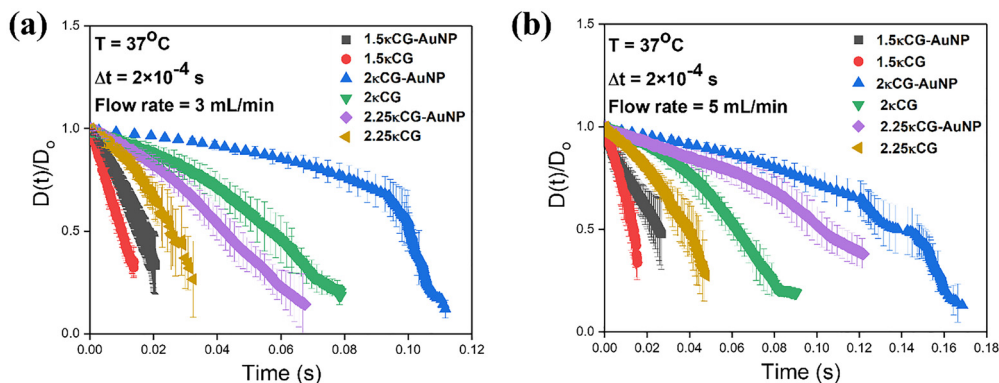 (a)
1.5
1.0
0.5
0.0
D(t)/Do
T = 37°C
Δt = 2×10⁻⁴ s
Flow rate = 3 mL/min
1.5κCG-AuNP
1.5κCG
2κCG-AuNP
2κCG
2.25κCG-AuNP
2.25κCG
0.00 0.02 0.04 0.06 0.08 0.10 0.12
Time (s)
(b)
1.5
1.0
0.5
0.0
D(t)/Do
T = 37°C
Δt = 2×10⁻⁴ s
Flow rate = 5 mL/min
1.5κCG-AuNP
1.5κCG
2κCG-AuNP
2κCG
2.25κCG-AuNP
2.25κCG
0.00 0.02 0.04 0.06 0.08 0.10 0.12 0.14 0.16 0.18
Time (s)